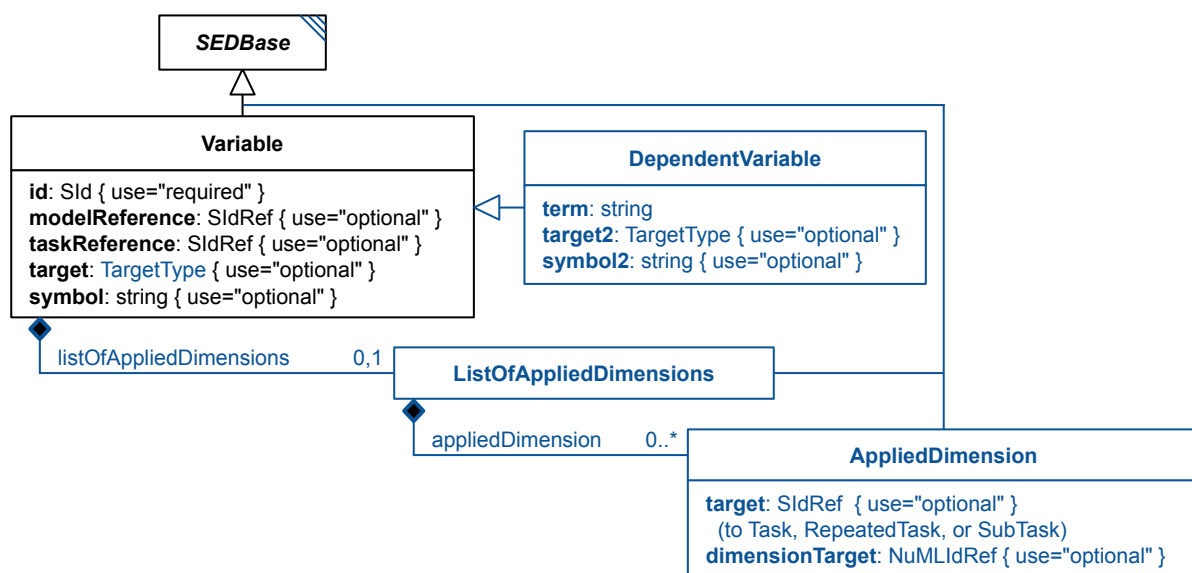 SEDBase
Variable
id: SId { use="required" }
modelReference: SIdRef { use="optional" }
taskReference: SIdRef { use="optional" }
target: TargetType { use="optional" }
symbol: string { use="optional" }
DependentVariable
term: string
target2: TargetType { use="optional" }
symbol2: string { use="optional" }
listOfAppliedDimensions 0,1
ListOfAppliedDimensions
appliedDimension 0..*
AppliedDimension
target: SIdRef { use="optional" }
(to Task, RepeatedTask, or SubTask)
dimensionTarget: NuMLIdRef { use="optional" }